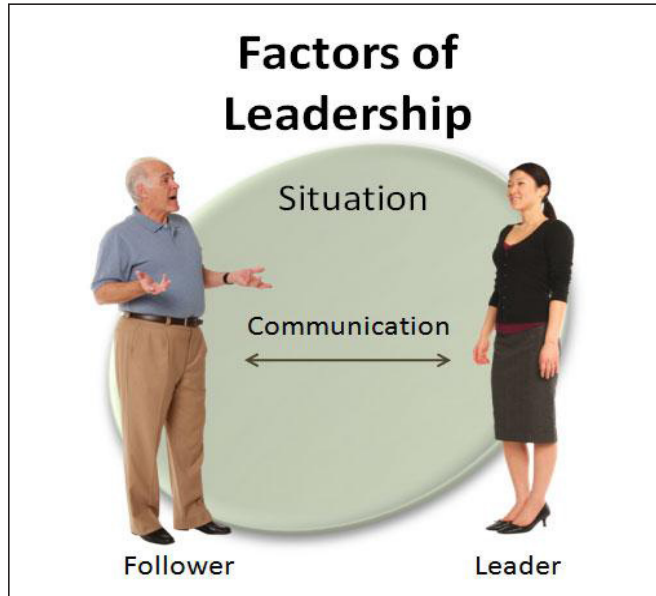 Factors of
Leadership
Situation
Communication
Follower
Leader